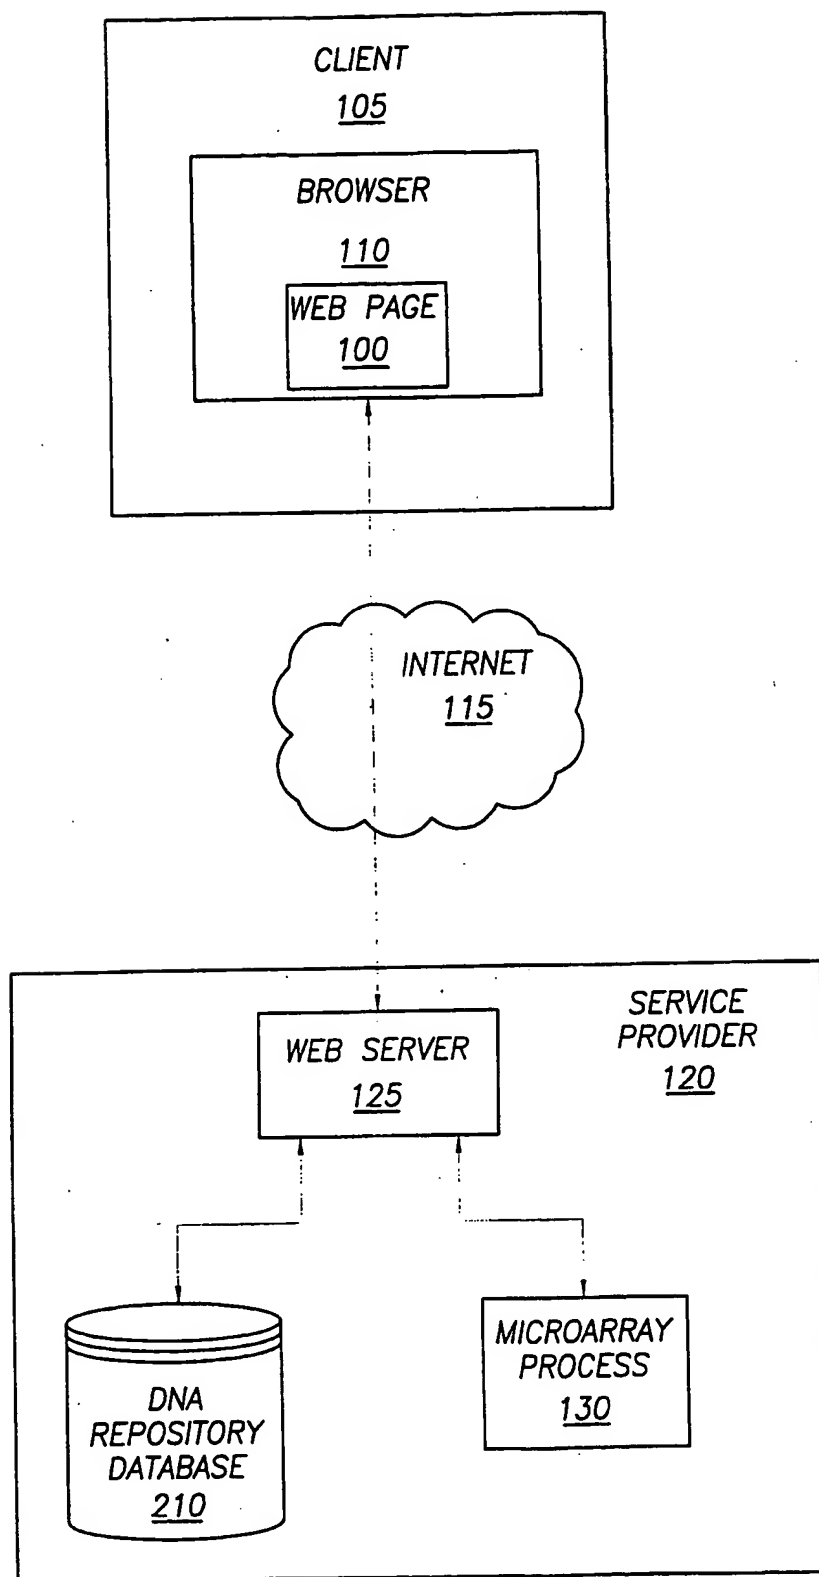 CLIENT
105
BROWSER
110
WEB PAGE
100
INTERNET
115
SERVICE
PROVIDER
120
WEB SERVER
125
DNA
REPOSITORY
DATABASE
210
MICROARRAY
PROCESS
130